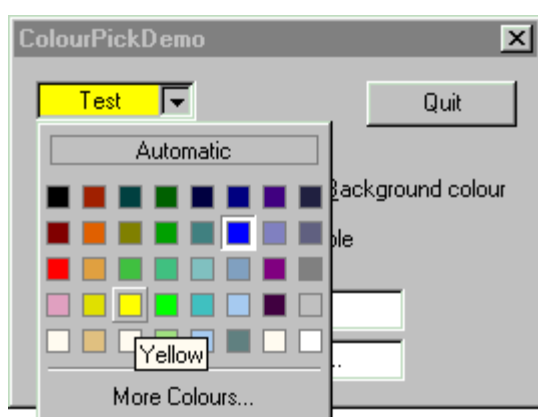 ColourPickDemo
Test
Quit
Automatic
Background colour
ble
Yellow
..
More Colours...